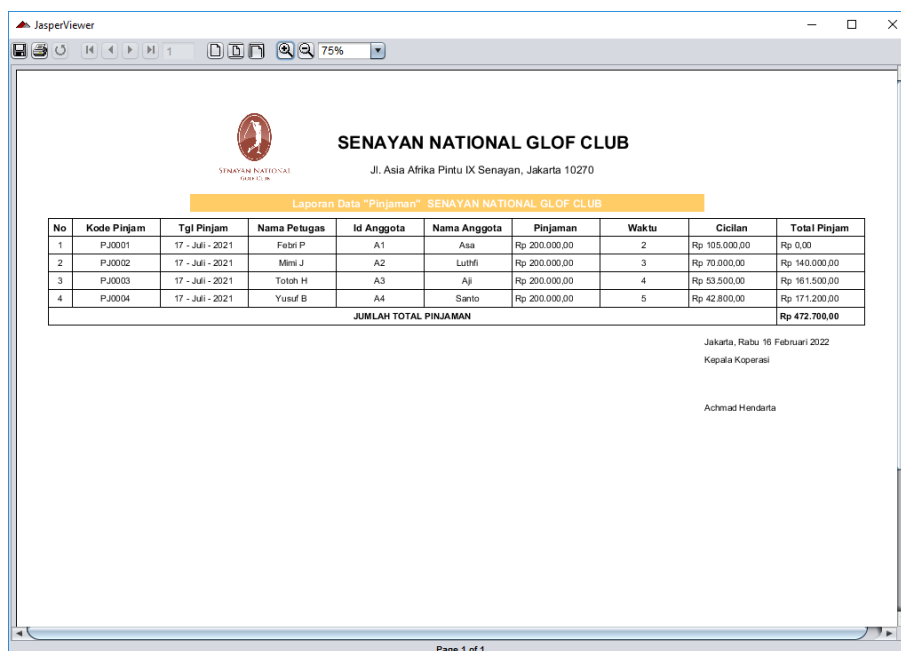 JasperViewer
1 75%
SENAYAN NATIONAL GLOF CLUB
SENAYAN NATIONAL
GOLF CLUB
Jl. Asia Afrika Pintu IX Senayan, Jakarta 10270
Laporan Data "Pinjaman" SENAYAN NATIONAL GLOF CLUB
No Kode Pinjam Tgl Pinjam Nama Petugas Id Anggota Nama Anggota Pinjaman Waktu Cicilan Total Pinjam
1 PJ0001 17 - Juli - 2021 Febri P A1 Asa Rp 200.000,00 2 Rp 105.000,00 Rp 0,00
2 PJ0002 17 - Juli - 2021 Mimi J A2 Luthfi Rp 200.000,00 3 Rp 70.000,00 Rp 140.000,00
3 PJ0003 17 - Juli - 2021 Totoh H A3 Aji Rp 200.000,00 4 Rp 53.500,00 Rp 161.500,00
4 PJ0004 17 - Juli - 2021 Yusuf B A4 Santo Rp 200.000,00 5 Rp 42.800,00 Rp 171.200,00
JUMLAH TOTAL PINJAMAN Rp 472.700,00
Jakarta, Rabu 16 Februari 2022
Kepala Koperasi
Achmad Hendarta
Page 1 of 1